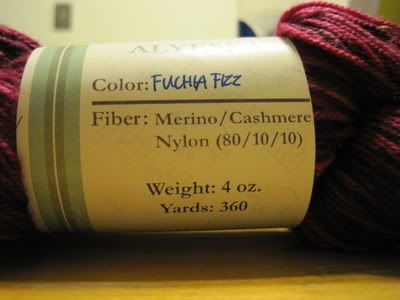 Color: FUCHIA FIZZ
Fiber: Merino/Cashmere
Nylon (80/10/10)
Weight: 4 oz.
Yards: 360